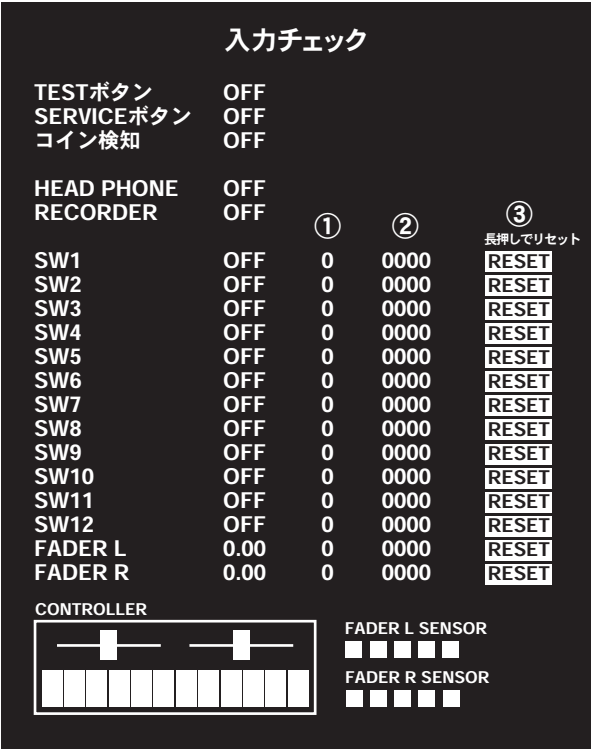 入力チェック
TESTボタン OFF
SERVICEボタン OFF
コイン検知 OFF
HEAD PHONE OFF
RECORDER OFF
① ② ③
長押しでリセット
SW1 OFF 0 0000 RESET
SW2 OFF 0 0000 RESET
SW3 OFF 0 0000 RESET
SW4 OFF 0 0000 RESET
SW5 OFF 0 0000 RESET
SW6 OFF 0 0000 RESET
SW7 OFF 0 0000 RESET
SW8 OFF 0 0000 RESET
SW9 OFF 0 0000 RESET
SW10 OFF 0 0000 RESET
SW11 OFF 0 0000 RESET
SW12 OFF 0 0000 RESET
FADER L 0.00 0 0000 RESET
FADER R 0.00 0 0000 RESET
CONTROLLER
FADER L SENSOR
FADER R SENSOR